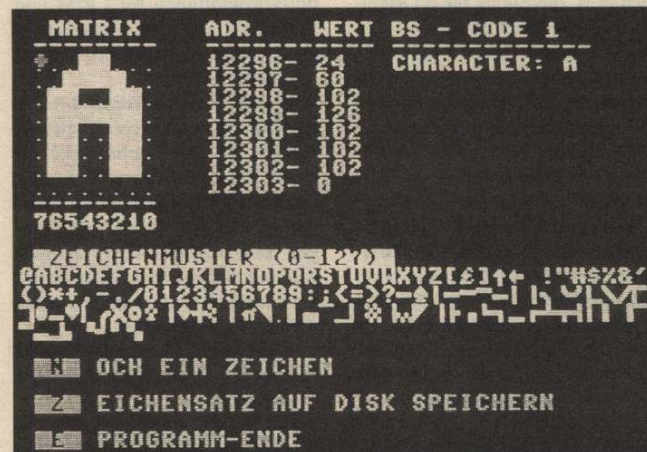 MATRIX ADR. WERT BS - CODE 1
12296- 24 CHARACTER: A
12297- 60
12298- 102
12299- 126
12300- 102
12301- 102
12302- 102
12303- 0
76543210
ZEICHENMUSTER (0-127)
@ABCDEFGHIJKLMNOPQRSTUVWXYZ[£]↑← !"#$%&'
()*+,-./0123456789:;<=>?
N OCH EIN ZEICHEN
Z EICHENSATZ AUF DISK SPEICHERN
E PROGRAMM-ENDE